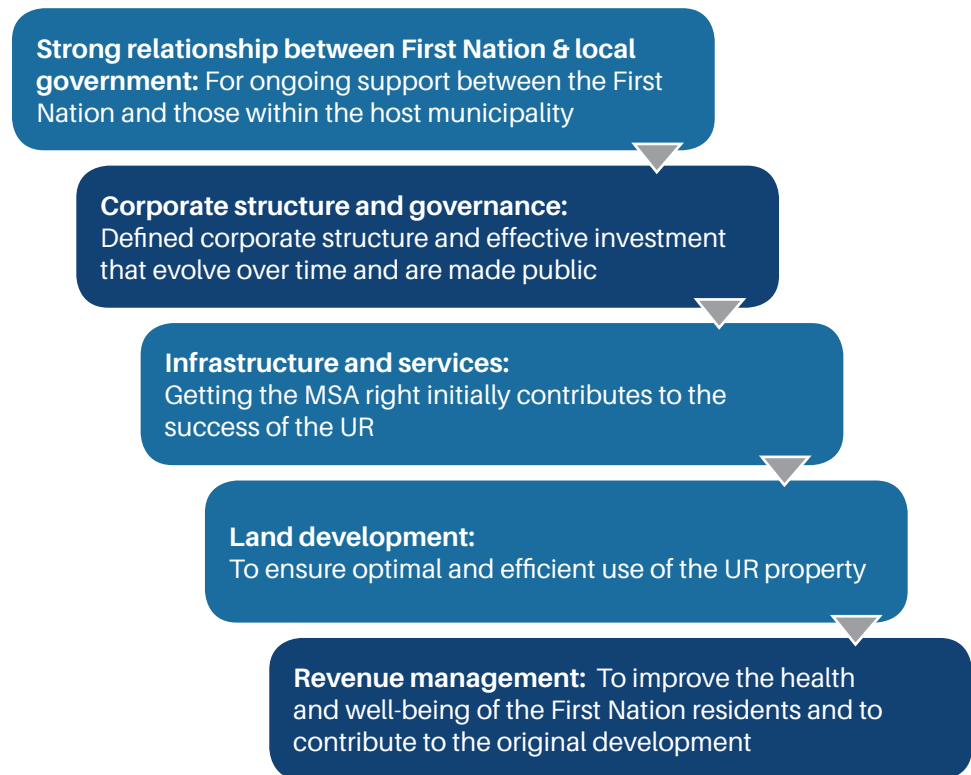 Strong relationship between First Nation & local
government: For ongoing support between the First
Nation and those within the host municipality
Corporate structure and governance:
Defined corporate structure and effective investment
that evolve over time and are made public
Infrastructure and services:
Getting the MSA right initially contributes to the
success of the UR
Land development:
To ensure optimal and efficient use of the UR property
Revenue management: To improve the health
and well-being of the First Nation residents and to
contribute to the original development